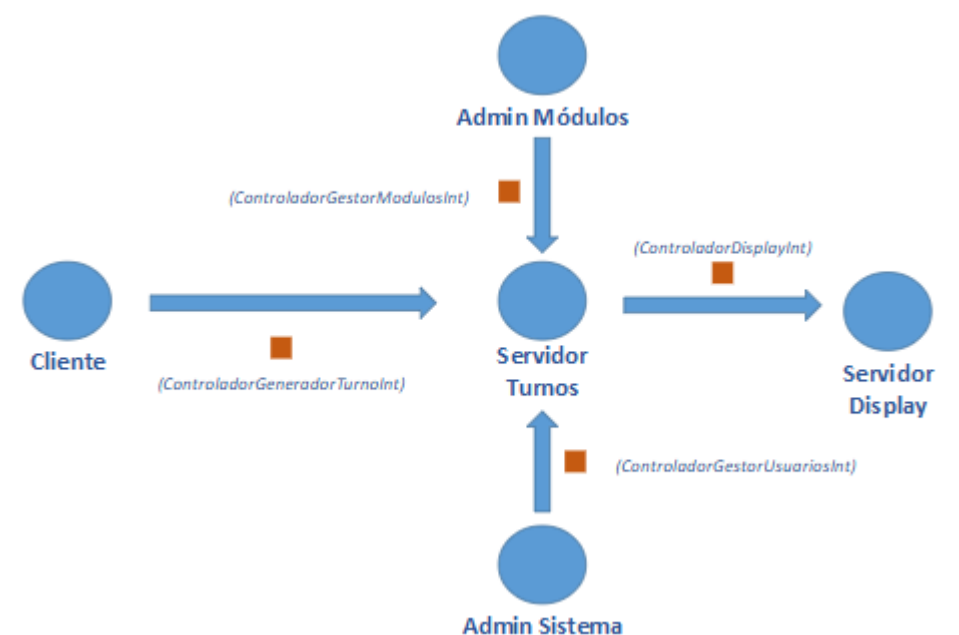 Admin Módulos
(ControladorGestorModulosInt)
(ControladorDisplayInt)
Cliente
(ControladorGeneradorTurnoInt)
Servidor
Turnos
Servidor
Display
(ControladorGestorUsuariosInt)
Admin Sistema